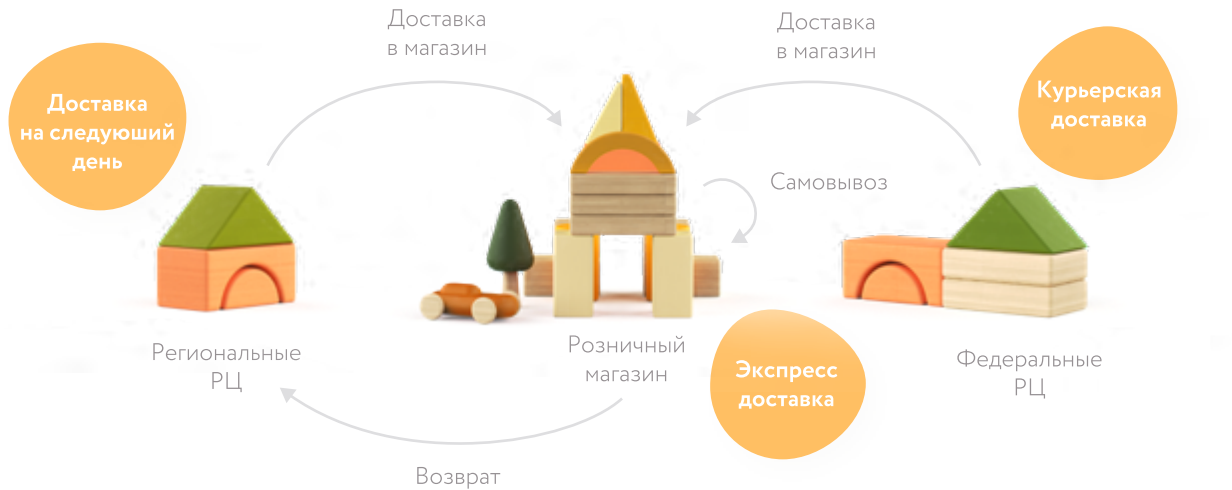 Доставка
в магазин
Доставка
в магазин
Доставка
на следуюший
день
Курьерская
доставка
Самовывоз
Региональные
РЦ
Розничный
магазин
Экспресс
доставка
Федеральные
РЦ
Возврат